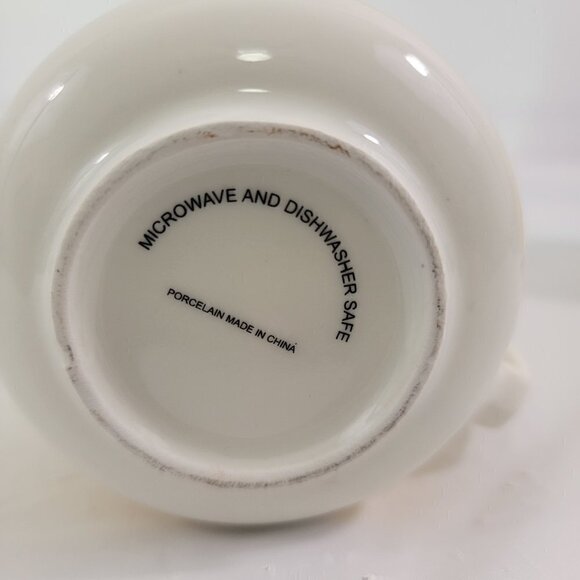 MICROWAVE AND DISHWASHER SAFE
PORCELAIN MADE IN CHINA